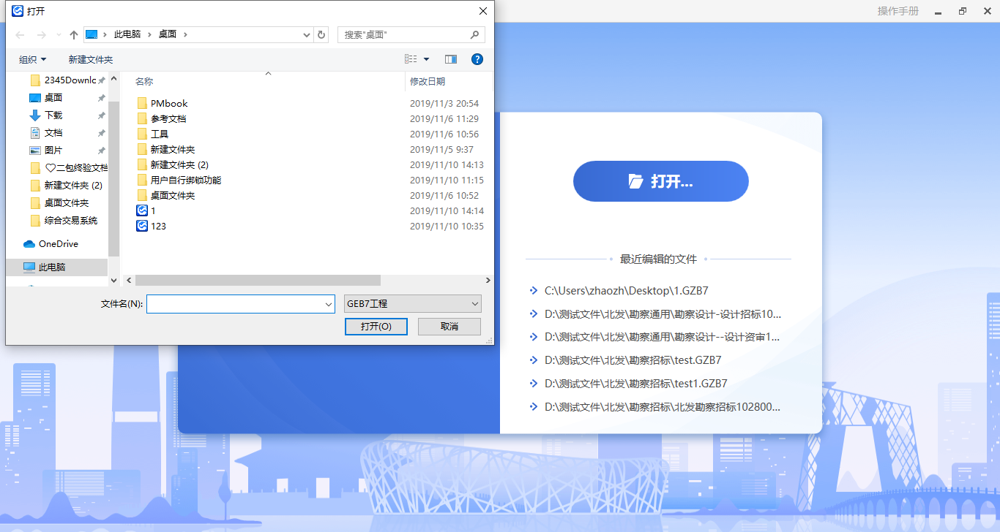 打开
操作手册
此电脑 桌面
搜索"桌面"
组织 新建文件夹
2345Downlc
桌面
下载
文档
图片
二包终验文档
新建文件夹 (2)
桌面文件夹
综合交易系统
OneDrive
此电脑
名称 修改日期
PMbook 2019/11/3 20:54
参考文档 2019/11/6 11:29
工具 2019/11/6 10:56
新建文件夹 2019/11/5 9:37
新建文件夹 (2) 2019/11/10 14:13
用户自行绑锁功能 2019/11/10 11:15
桌面文件夹 2019/11/6 10:52
1 2019/11/10 14:14
123 2019/11/10 10:35
文件名(N): GEB7工程
打开(O) 取消
打开...
最近编辑的文件
C:\Users\zhaozh\Desktop\1.GZB7
D:\测试文件\北发\勘察通用\勘察设计-设计招标10...
D:\测试文件\北发\勘察通用\勘察设计--设计资审1...
D:\测试文件\北发\勘察招标\test.GZB7
D:\测试文件\北发\勘察招标\test1.GZB7
D:\测试文件\北发\勘察招标\北发勘察招标102800...